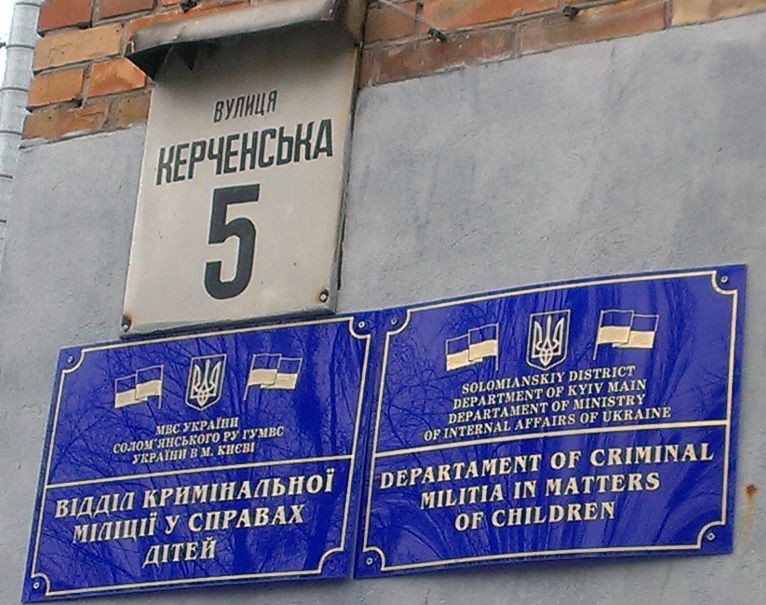 ВУЛИЦЯ
КЕРЧЕНСЬКА
5
МВС УКРАЇНИ
СОЛОМ'ЯНСЬКОГО РУ ГУМВС
УКРАЇНИ В М. КИЄВІ
ВІДДІЛ КРИМІНАЛЬНОЇ
МІЛІЦІЇ У СПРАВАХ
ДІТЕЙ
SOLOMIANSKIY DISTRICT
DEPARTMENT OF KYIV MAIN
DEPARTAMENT OF MINISTRY
OF INTERNAL AFFAIRS OF UKRAINE
DEPARTAMENT OF CRIMINAL
MILITIA IN MATTERS
OF CHILDREN